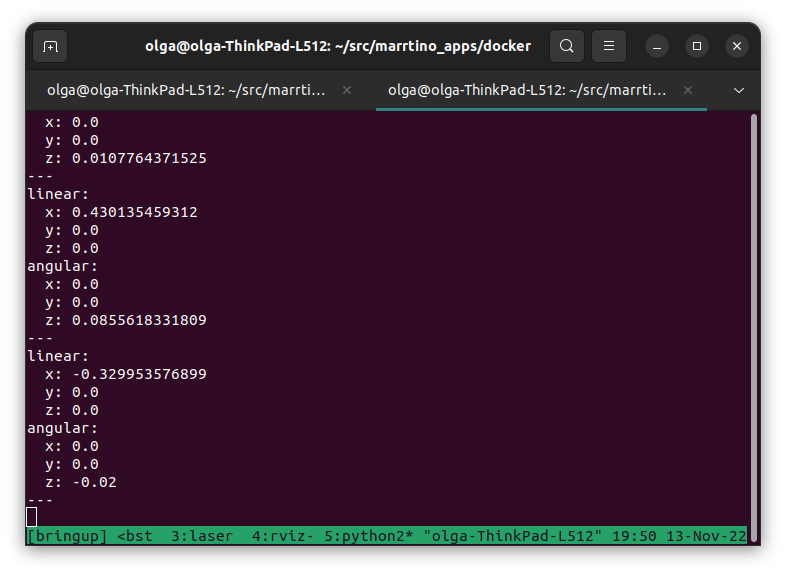 olga@olga-ThinkPad-L512: ~/src/marrtino_apps/docker
olga@olga-ThinkPad-L512: ~/src/marrti… × olga@olga-ThinkPad-L512: ~/src/marrti… ×
x: 0.0
y: 0.0
z: 0.0107764371525
---
linear:
x: 0.430135459312
y: 0.0
z: 0.0
angular:
x: 0.0
y: 0.0
z: 0.0855618331809
---
linear:
x: -0.329953576899
y: 0.0
z: 0.0
angular:
x: 0.0
y: 0.0
z: -0.02
---
[bringup] <bst  3:laser  4:rviz- 5:python2* "olga-ThinkPad-L512" 19:50 13-Nov-22